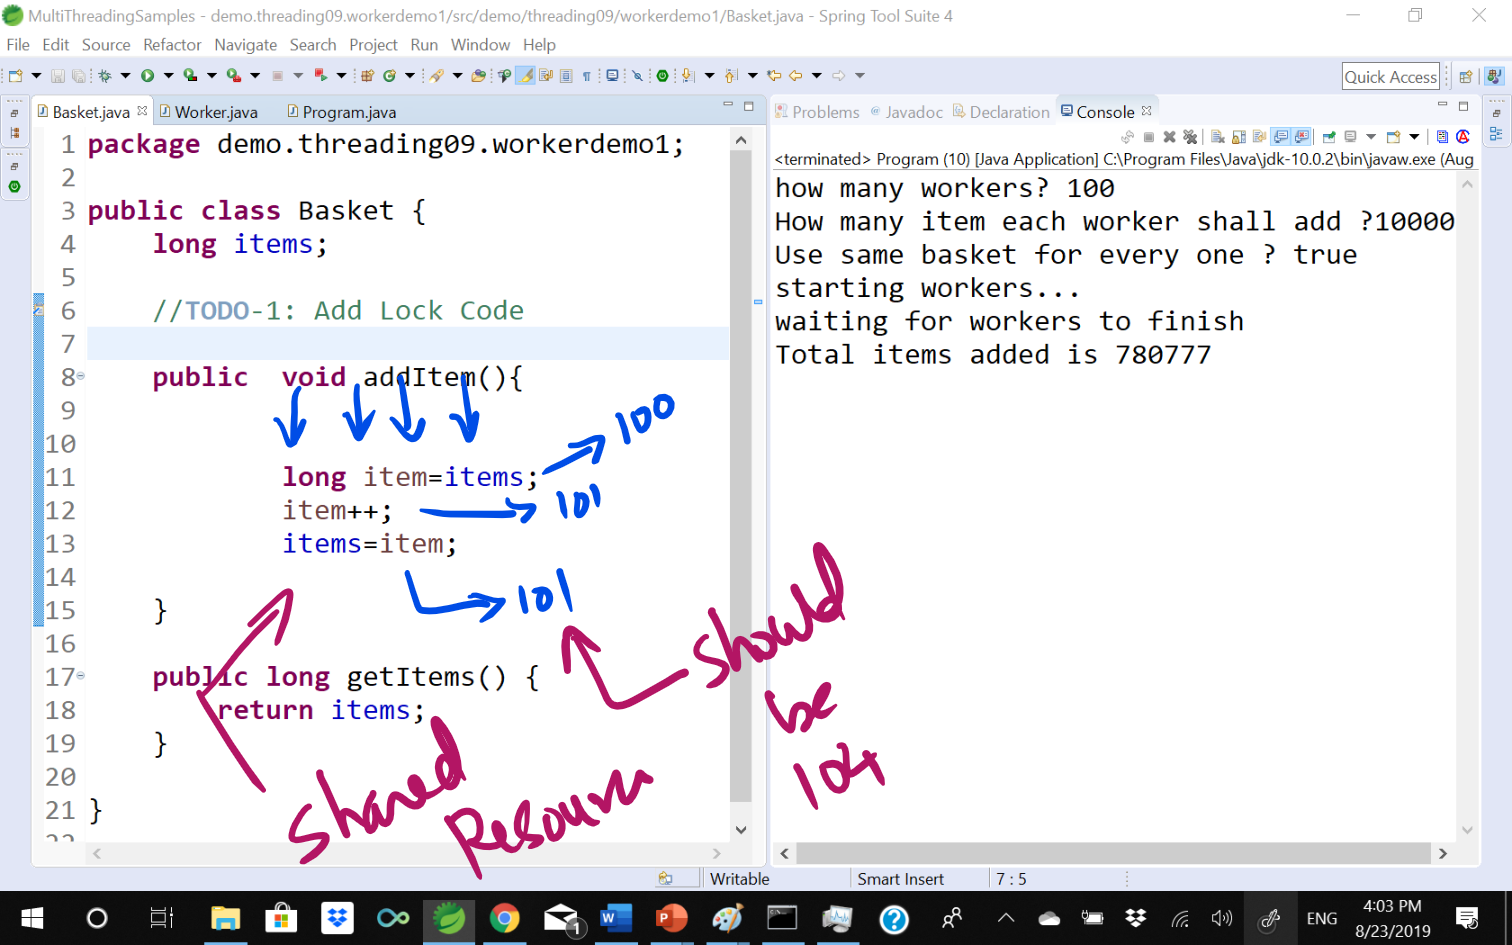 MultiThreadingSamples - demo.threading09.workerdemo1/src/demo/threading09/workerdemo1/Basket.java - Spring Tool Suite 4
File Edit Source Refactor Navigate Search Project Run Window Help
Quick Access
Basket.java Worker.java Program.java
1 package demo.threading09.workerdemo1;
2
3 public class Basket {
4 long items;
5
6 //TODO-1: Add Lock Code
7
8 public void addItem(){
9
10
11 long item=items;
12 item++;
13 items=item;
14
15 }
16
17 public long getItems() {
18 return items;
19 }
20
21 }
22
100
101
101
should
be
104
shared
Resource
Problems @ Javadoc Declaration Console
<terminated> Program (10) [Java Application] C:\Program Files\Java\jdk-10.0.2\bin\javaw.exe (Aug
how many workers? 100
How many item each worker shall add ?10000
Use same basket for every one ? true
starting workers...
waiting for workers to finish
Total items added is 780777
Writable Smart Insert 7 : 5
1
ENG
4:03 PM
8/23/2019